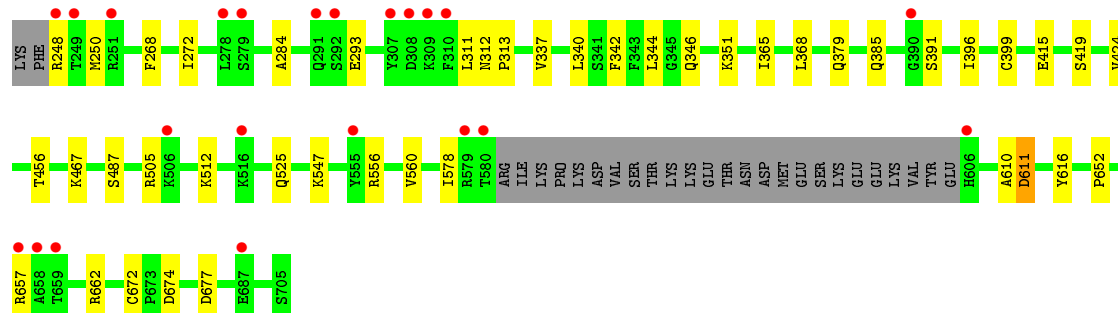 LYS PHE R248 T249 M250 R251 F268 I272 L278 S279 A284 Q291 S292 E293 Y307 D308 K309 F310 L311 N312 P313 V337 L340 S341 F342 F343 L344 G345 Q346 K351 I365 L368 Q379 Q385 G390 S391 I396 C399 E415 S419 V424
T456 K467 S487 R505 K506 K512 K516 Q525 K547 Y555 R556 V560 I578 R579 T580 ARG ILE LYS PRO LYS ASP VAL SER THR LYS LYS GLU THR ASN ASP MET GLU SER LYS GLU GLU LYS VAL TYR GLU H606 A610 D611 Y616 P652
R657 A658 T659 R662 C672 P673 D674 D677 E687 S705